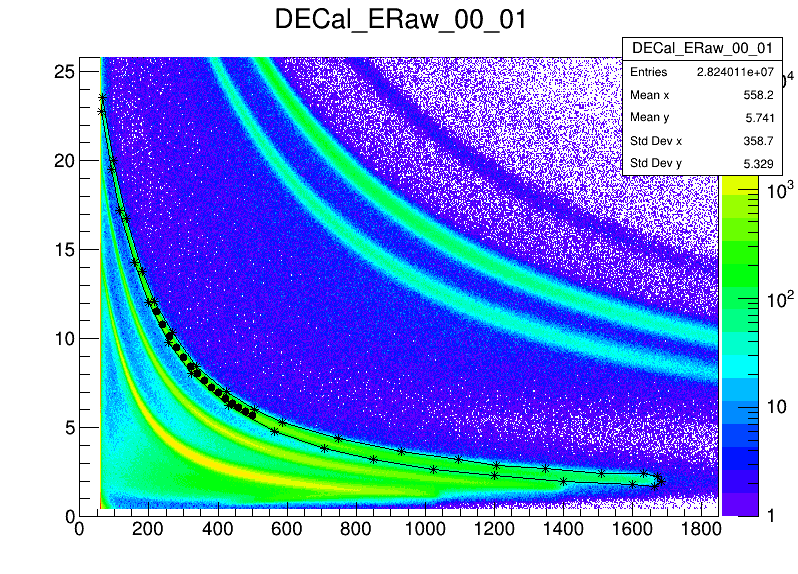 DECal_ERaw_00_01
DECal_ERaw_00_01
Entries 2.824011e+07
Mean x 558.2
Mean y 5.741
Std Dev x 358.7
Std Dev y 5.329
25
20
15
10
5
0
0 200 400 600 800 1000 1200 1400 1600 1800
10³
10²
10
1